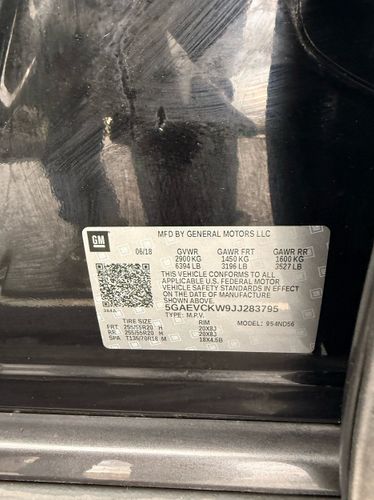 MFD BY GENERAL MOTORS LLC
GM
06/18 GVWR GAWR FRT GAWR RR
2900 KG 1450 KG 1600 KG
6394 LB 3196 LB 3527 LB
THIS VEHICLE CONFORMS TO ALL
APPLICABLE U.S. FEDERAL MOTOR
VEHICLE SAFETY STANDARDS IN EFFECT
ON THE DATE OF MANUFACTURE
5GAEVCKW9JJ283795
TYPE: M.P.V. MODEL: 954ND56
TIRE SIZE RIM
FRT 255/55R20 H 20X8J
RR 255/55R20 H 20X8J
SPA T135/70R18 M 18X4.5B